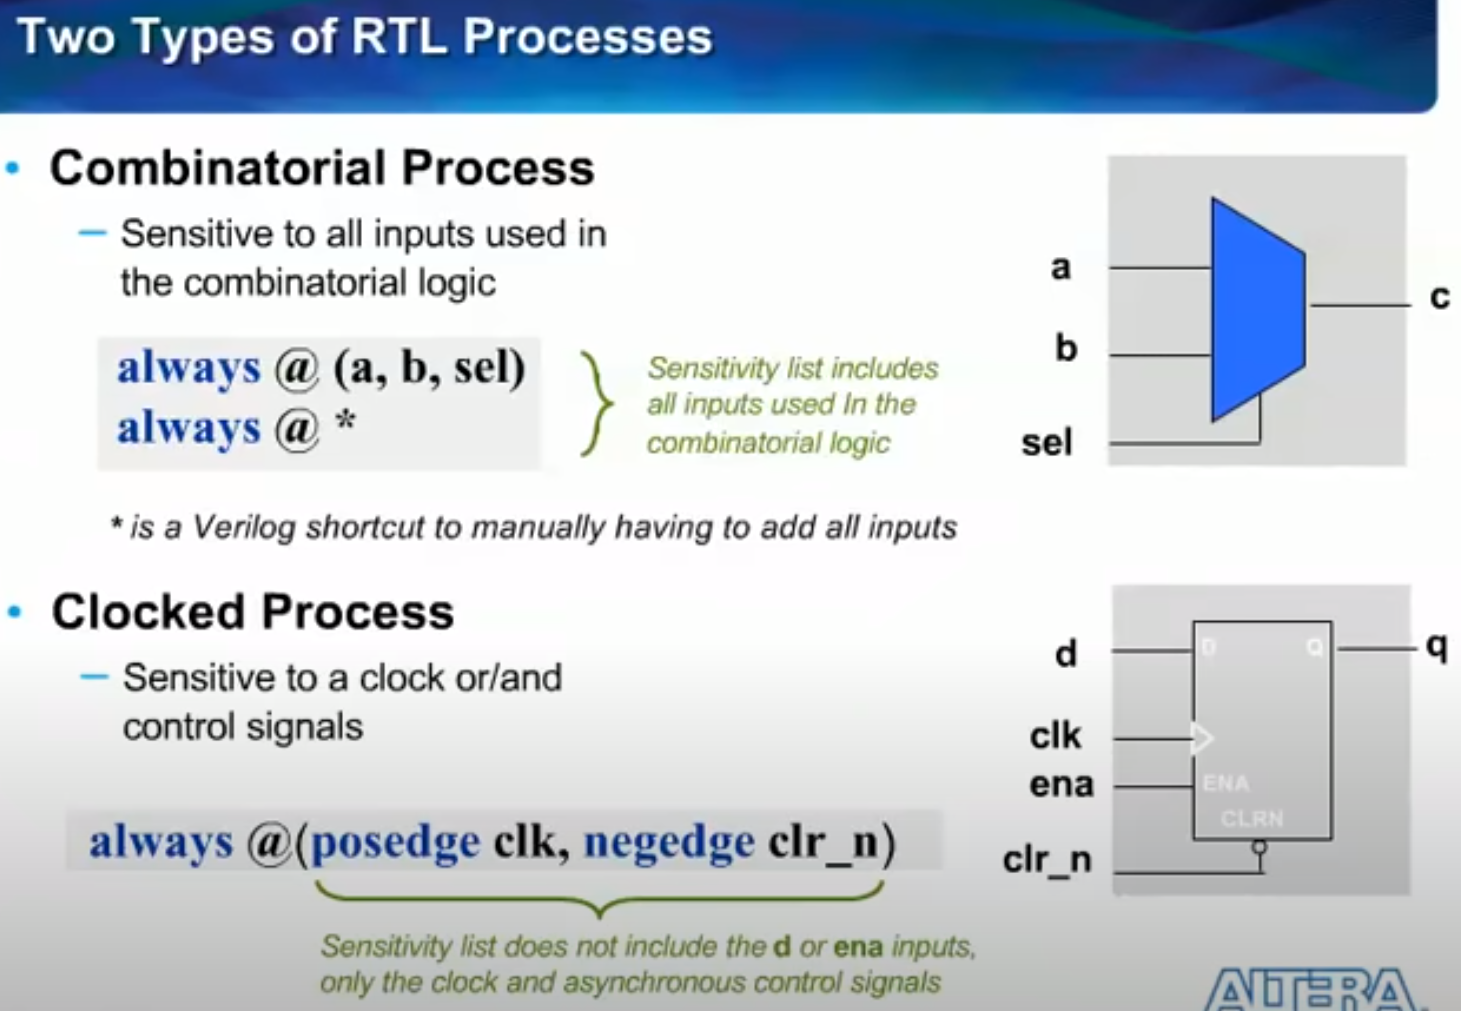 Two Types of RTL Processes
• Combinatorial Process
– Sensitive to all inputs used in
the combinatorial logic
always @ (a, b, sel)
always @ *
Sensitivity list includes
all inputs used In the
combinatorial logic
a
b
sel
c
* is a Verilog shortcut to manually having to add all inputs
• Clocked Process
– Sensitive to a clock or/and
control signals
always @(posedge clk, negedge clr_n)
Sensitivity list does not include the d or ena inputs,
only the clock and asynchronous control signals
d
clk
ena
clr_n
D
Q
ENA
CLRN
q
ALTERA